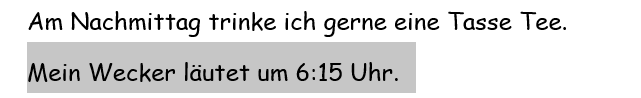 Am Nachmittag trinke ich gerne eine Tasse Tee.
Mein Wecker läutet um 6:15 Uhr.